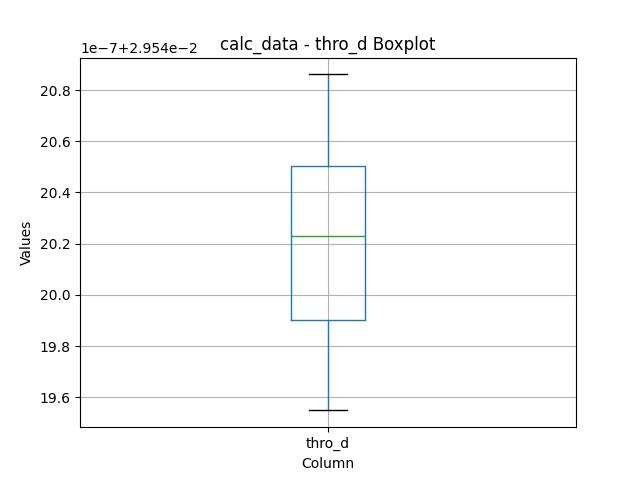 calc_data - thro_d Boxplot
1e−7+2.954e−2
20.8
20.6
20.4
20.2
20.0
19.8
19.6
Values
thro_d
Column